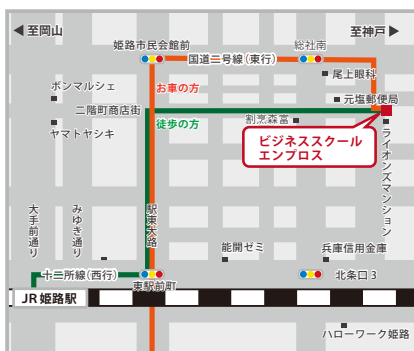 ◀ 至岡山
至神戸 ▶
姫路市民会館前
国道二号線(東行)
総社南
尾上眼科
お車の方
ボンマルシェ
元塩郵便局
二階町商店街
徒歩の方
割烹森富
ヤマトヤシキ
ビジネススクール
エンプロス
ライオンズマンション
大手前通り
みゆき通り
駅東大路
能開ゼミ
兵庫信用金庫
十二所線(西行)
東駅前町
北条口3
JR 姫路駅
ハローワーク姫路